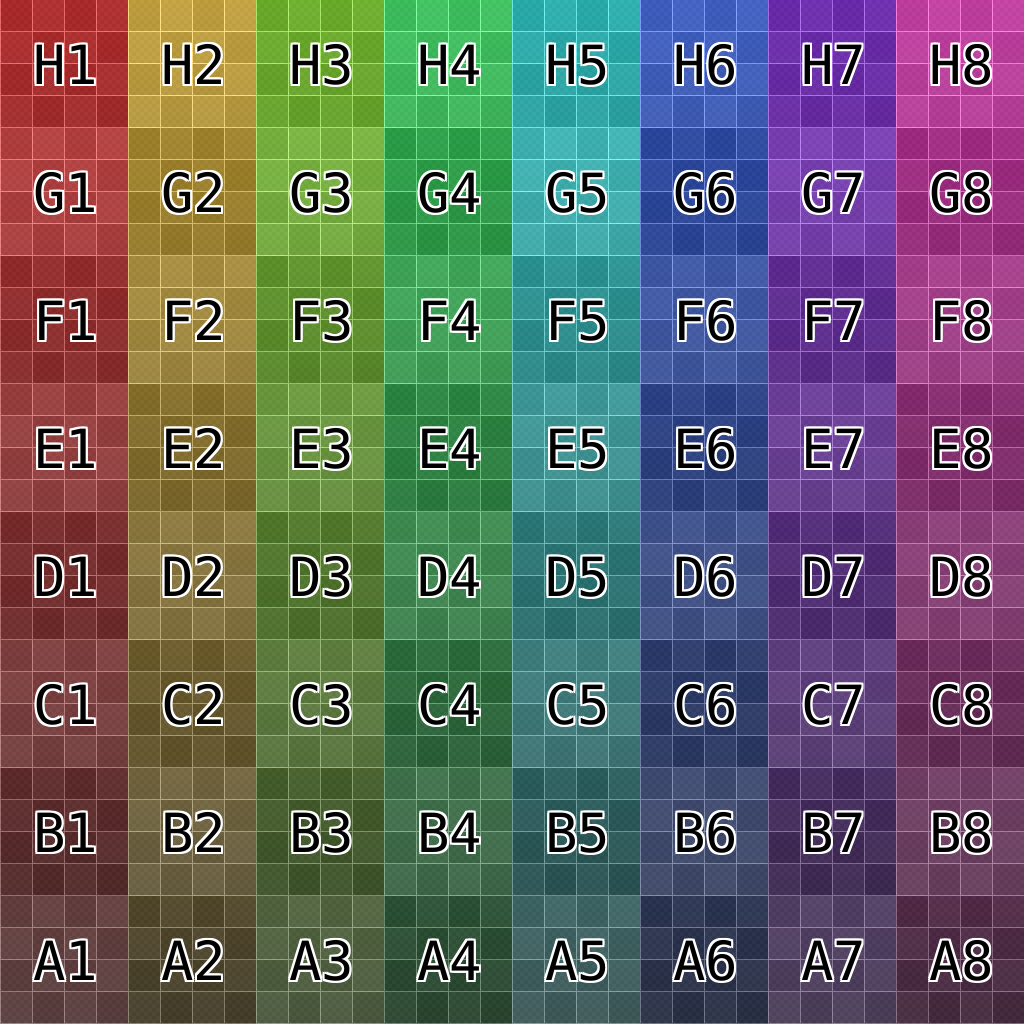 H1 H2 H3 H4 H5 H6 H7 H8
G1 G2 G3 G4 G5 G6 G7 G8
F1 F2 F3 F4 F5 F6 F7 F8
E1 E2 E3 E4 E5 E6 E7 E8
D1 D2 D3 D4 D5 D6 D7 D8
C1 C2 C3 C4 C5 C6 C7 C8
B1 B2 B3 B4 B5 B6 B7 B8
A1 A2 A3 A4 A5 A6 A7 A8